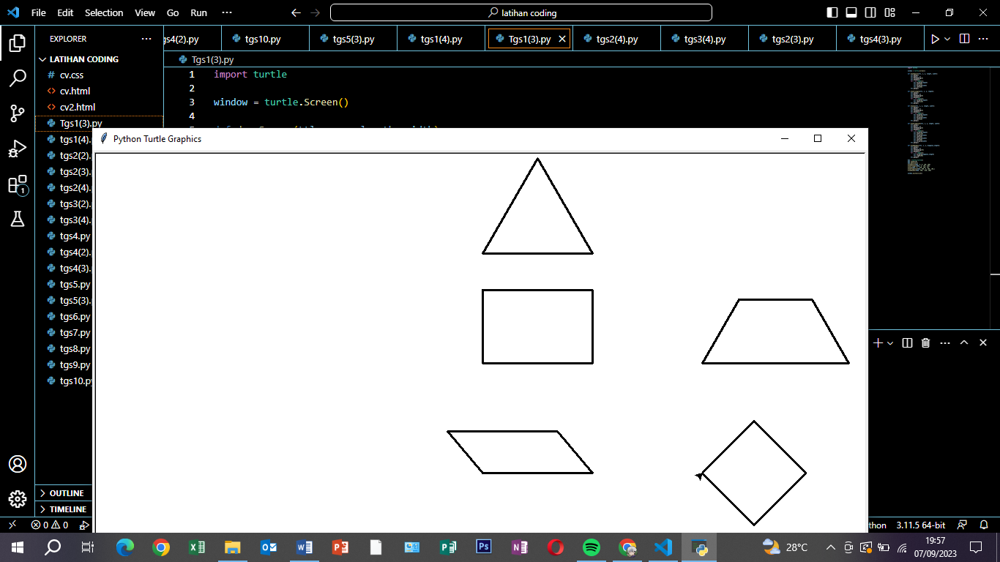 File Edit Selection View Go Run ··· latihan coding
EXPLORER ···
gs4(2).py tgs10.py tgs5(3).py tgs1(4).py Tgs1(3).py tgs2(4).py tgs3(4).py tgs2(3).py tgs4(3).py
LATIHAN CODING
Tgs1(3).py
# cv.css
<> cv.html
<> cv2.html
Tgs1(3).py
tgs1(4).
tgs2(2).
tgs2(3).
tgs2(4).
tgs3(2).
tgs3(4).
tgs4.py
tgs4(2).
tgs4(3).
tgs5.py
tgs5(3).
tgs6.py
tgs7.py
tgs8.py
tgs9.py
tgs10.py
1 import turtle
2
3 window = turtle.Screen()
4
Python Turtle Graphics
1
OUTLINE
TIMELINE
0 0
thon 3.11.5 64-bit
28°C
19:57
07/09/2023